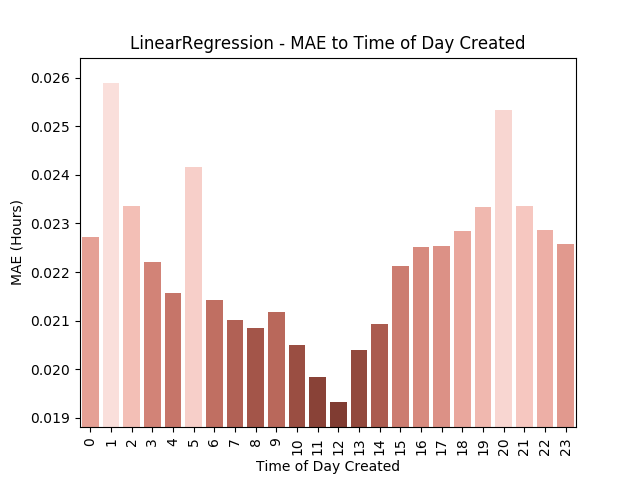 LinearRegression - MAE to Time of Day Created
MAE (Hours)
0.026
0.025
0.024
0.023
0.022
0.021
0.020
0.019
0 1 2 3 4 5 6 7 8 9 10 11 12 13 14 15 16 17 18 19 20 21 22 23
Time of Day Created